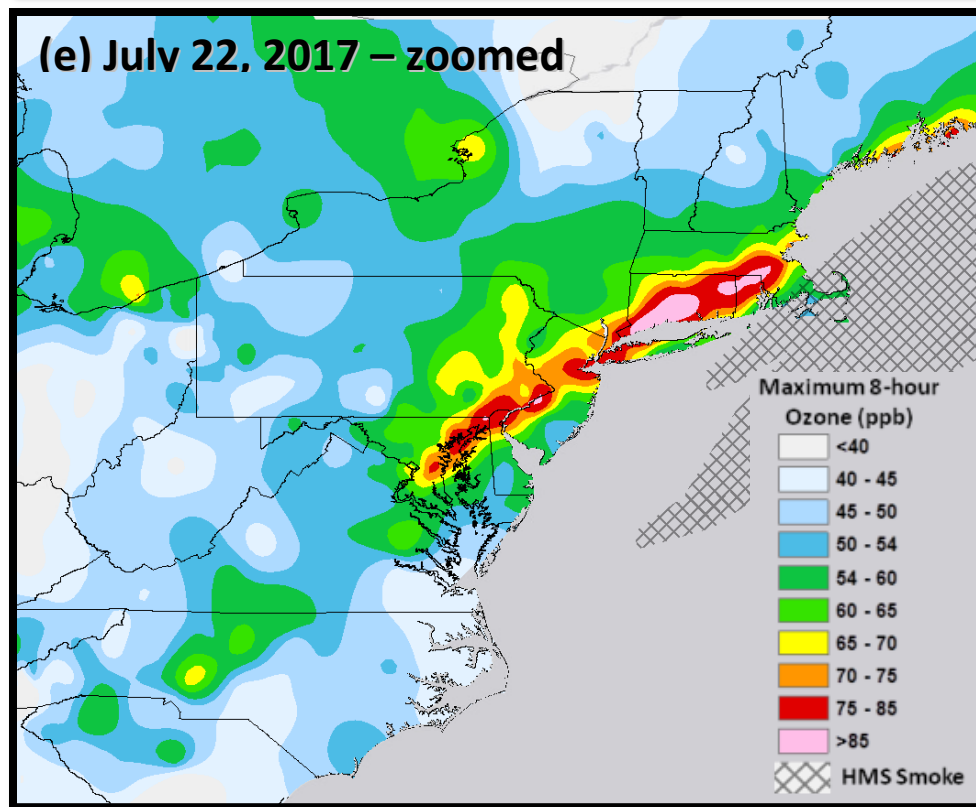 (e) July 22, 2017 – zoomed
Maximum 8-hour
Ozone (ppb)
<40
40 - 45
45 - 50
50 - 54
54 - 60
60 - 65
65 - 70
70 - 75
75 - 85
>85
HMS Smoke